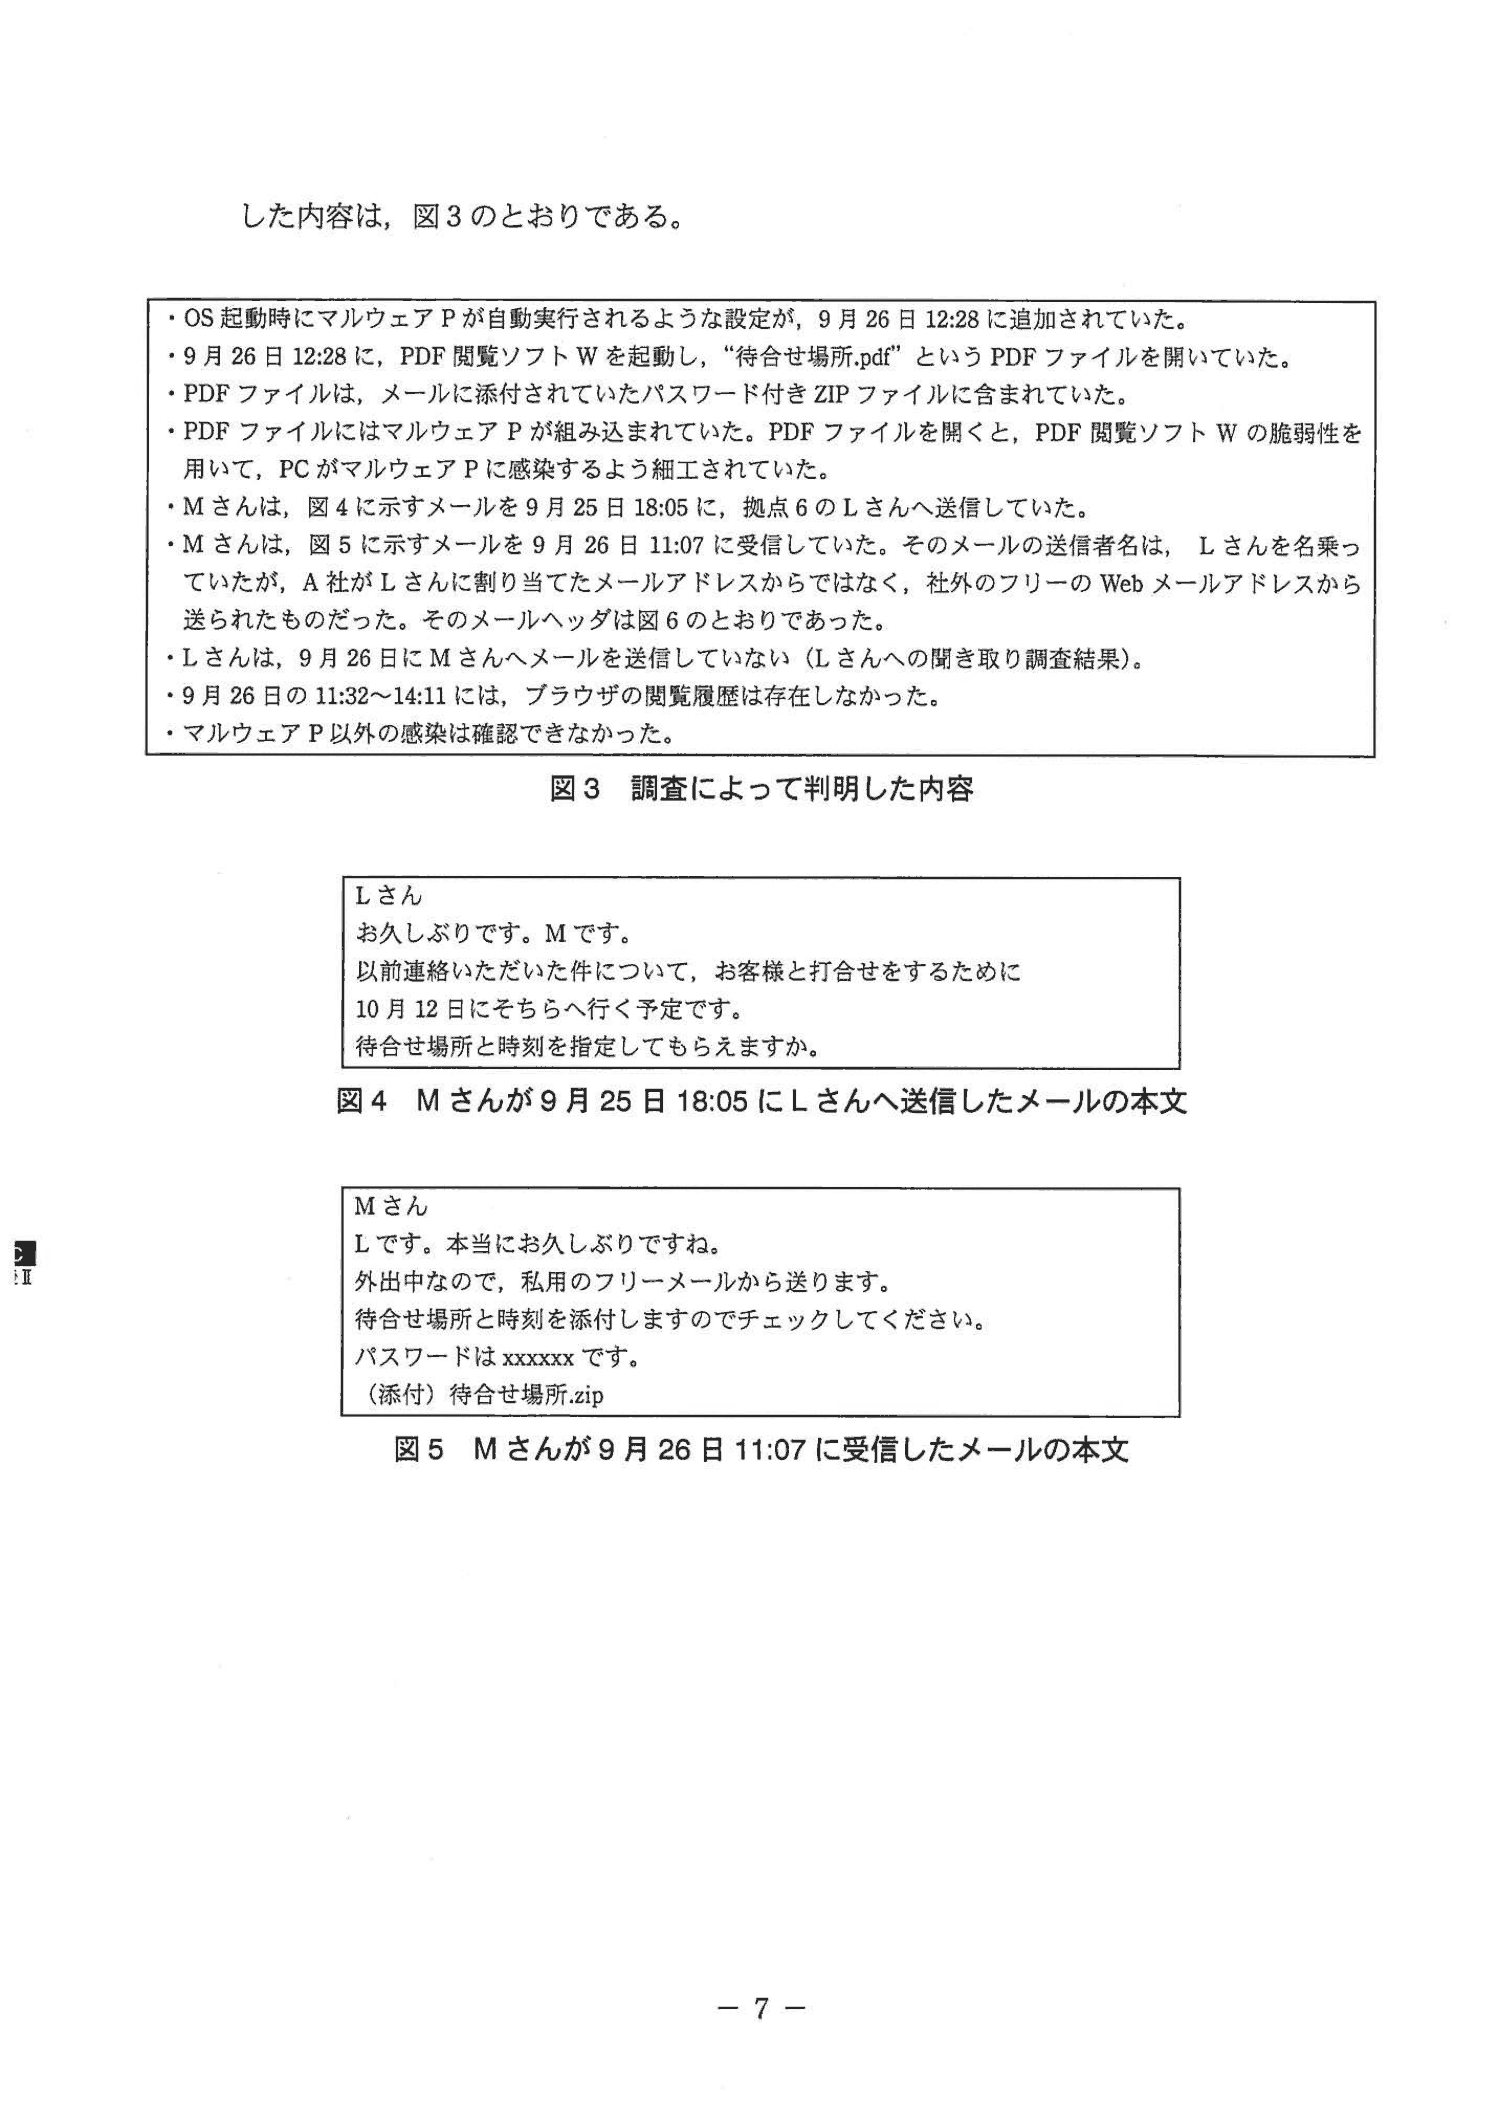 した内容は，図3のとおりである。
・OS起動時にマルウェアPが自動実行されるような設定が，9月26日12:28に追加されていた。
・9月26日12:28に，PDF閲覧ソフトWを起動し，“待合せ場所.pdf”というPDFファイルを開いていた。
・PDFファイルは，メールに添付されていたパスワード付きZIPファイルに含まれていた。
・PDFファイルにはマルウェアPが組み込まれていた。PDFファイルを開くと，PDF閲覧ソフトWの脆弱性を
用いて，PCがマルウェアPに感染するよう細工されていた。
・Mさんは，図4に示すメールを9月25日18:05に，拠点6のLさんへ送信していた。
・Mさんは，図5に示すメールを9月26日11:07に受信していた。そのメールの送信者名は，Lさんを名乗っ
ていたが，A社がLさんに割り当てたメールアドレスからではなく，社外のフリーのWebメールアドレスから
送られたものだった。そのメールヘッダは図6のとおりであった。
・Lさんは，9月26日にMさんへメールを送信していない（Lさんへの聞き取り調査結果）。
・9月26日の11:32～14:11には，ブラウザの閲覧履歴は存在しなかった。
・マルウェアP以外の感染は確認できなかった。
図3　調査によって判明した内容
Lさん
お久しぶりです。Mです。
以前連絡いただいた件について，お客様と打合せをするために
10月12日にそちらへ行く予定です。
待合せ場所と時刻を指定してもらえますか。
図4　Mさんが9月25日18:05にLさんへ送信したメールの本文
Mさん
Lです。本当にお久しぶりですね。
外出中なので，私用のフリーメールから送ります。
待合せ場所と時刻を添付しますのでチェックしてください。
パスワードはxxxxxxです。
（添付）待合せ場所.zip
図5　Mさんが9月26日11:07に受信したメールの本文
C
II
－ 7 －